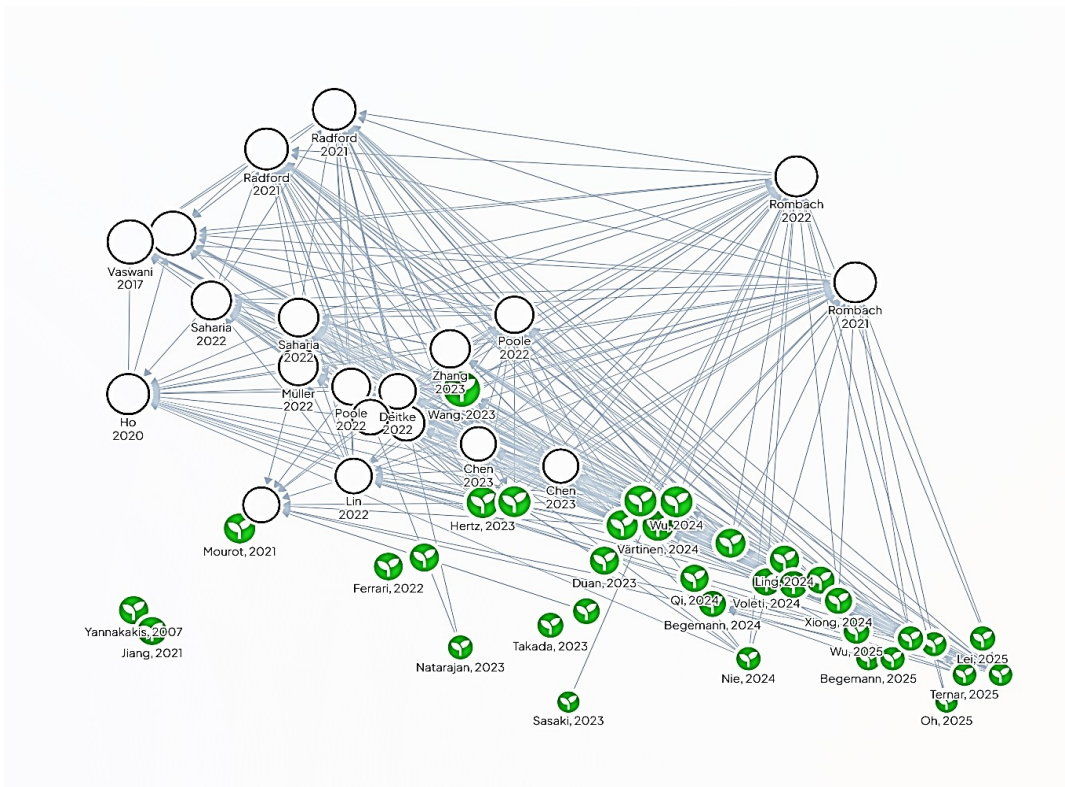 Radford
2021
Radford
2021
Rombach
2022
Vaswani
2017
Rombach
2021
Saharia
2022
Saharia
2022
Poole
2022
Zhang
2023
Müller
2022
Wang, 2023
Poole
2022
Deitke
2022
Ho
2020
Chen
2023
Chen
2023
Lin
2022
Hertz, 2023
Wu, 2024
Mourot, 2021
Värtinen, 2024
Duan, 2023
Ferrari, 2022
Ling, 2024
Qi, 2024
Voleti, 2024
Xiong, 2024
Begemann, 2024
Yannakakis, 2007
Jiang, 2021
Takada, 2023
Wu, 2025
Lei, 2025
Natarajan, 2023
Nie, 2024
Begemann, 2025
Ternar, 2025
Sasaki, 2023
Oh, 2025